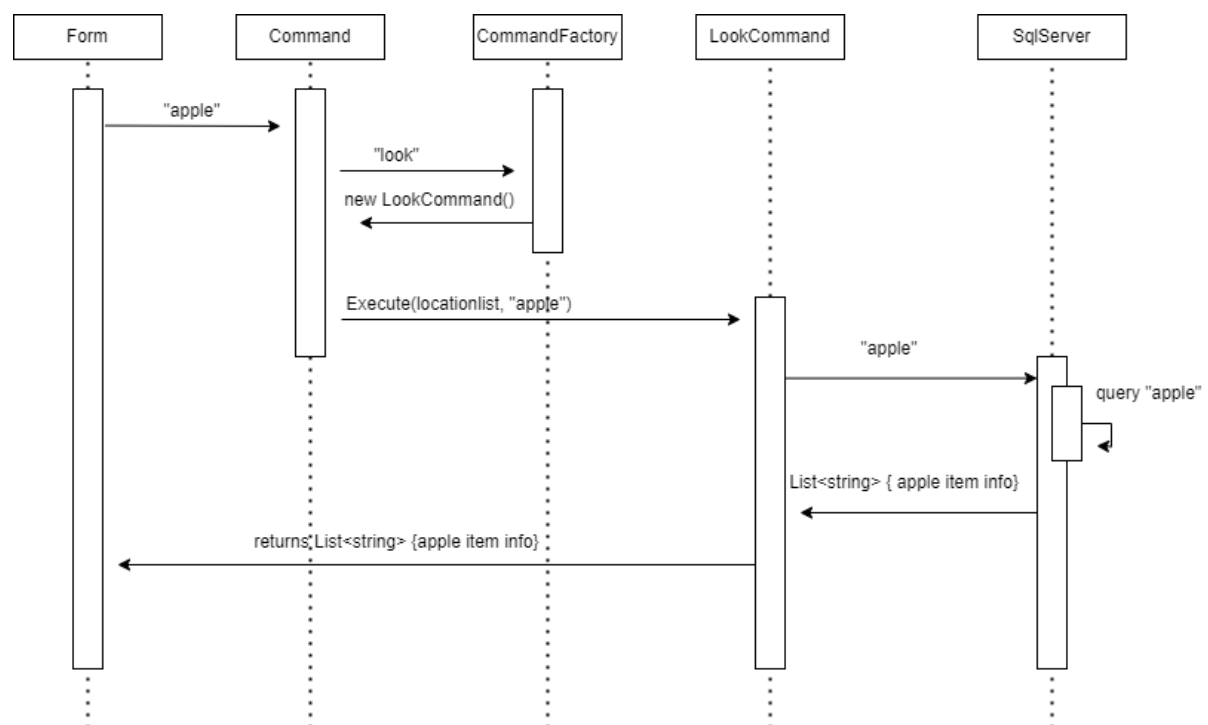 Form
Command
CommandFactory
LookCommand
SqlServer
"apple"
"look"
new LookCommand()
Execute(locationlist, "apple")
"apple"
query "apple"
List<string> { apple item info}
returns List<string> {apple item info}